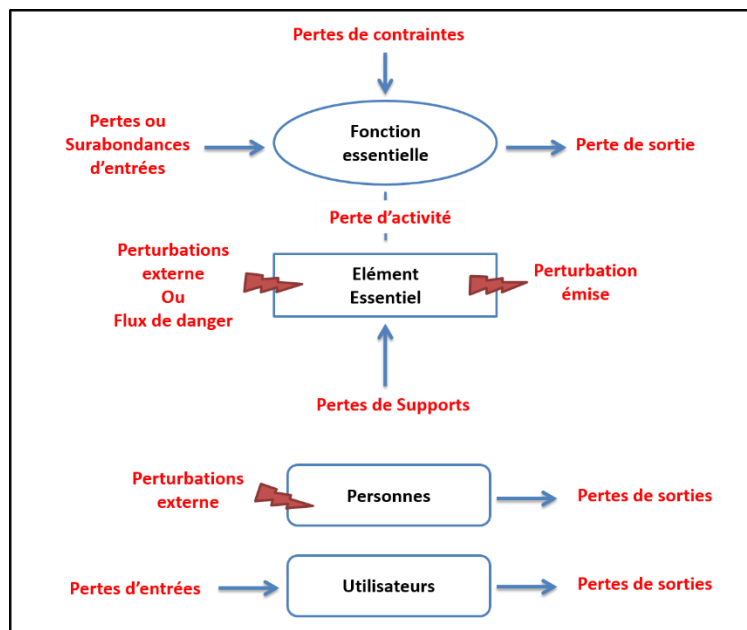 Pertes de contraintes
Pertes ou
Surabondances
d'entrées
Fonction
essentielle
Perte de sortie
Perte d'activité
Perturbations
externe
Ou
Flux de danger
Elément
Essentiel
Perturbation
émise
Pertes de Supports
Perturbations
externe
Personnes
Pertes de sorties
Pertes d'entrées
Utilisateurs
Pertes de sorties